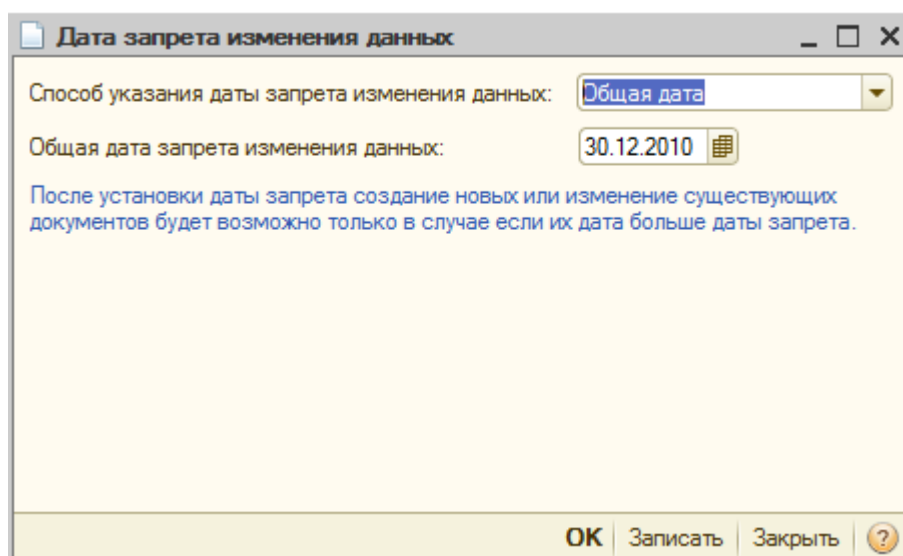 Дата запрета изменения данных
Способ указания даты запрета изменения данных: Общая дата
Общая дата запрета изменения данных: 30.12.2010
После установки даты запрета создание новых или изменение существующих
документов будет возможно только в случае если их дата больше даты запрета.
OK Записать Закрыть ?